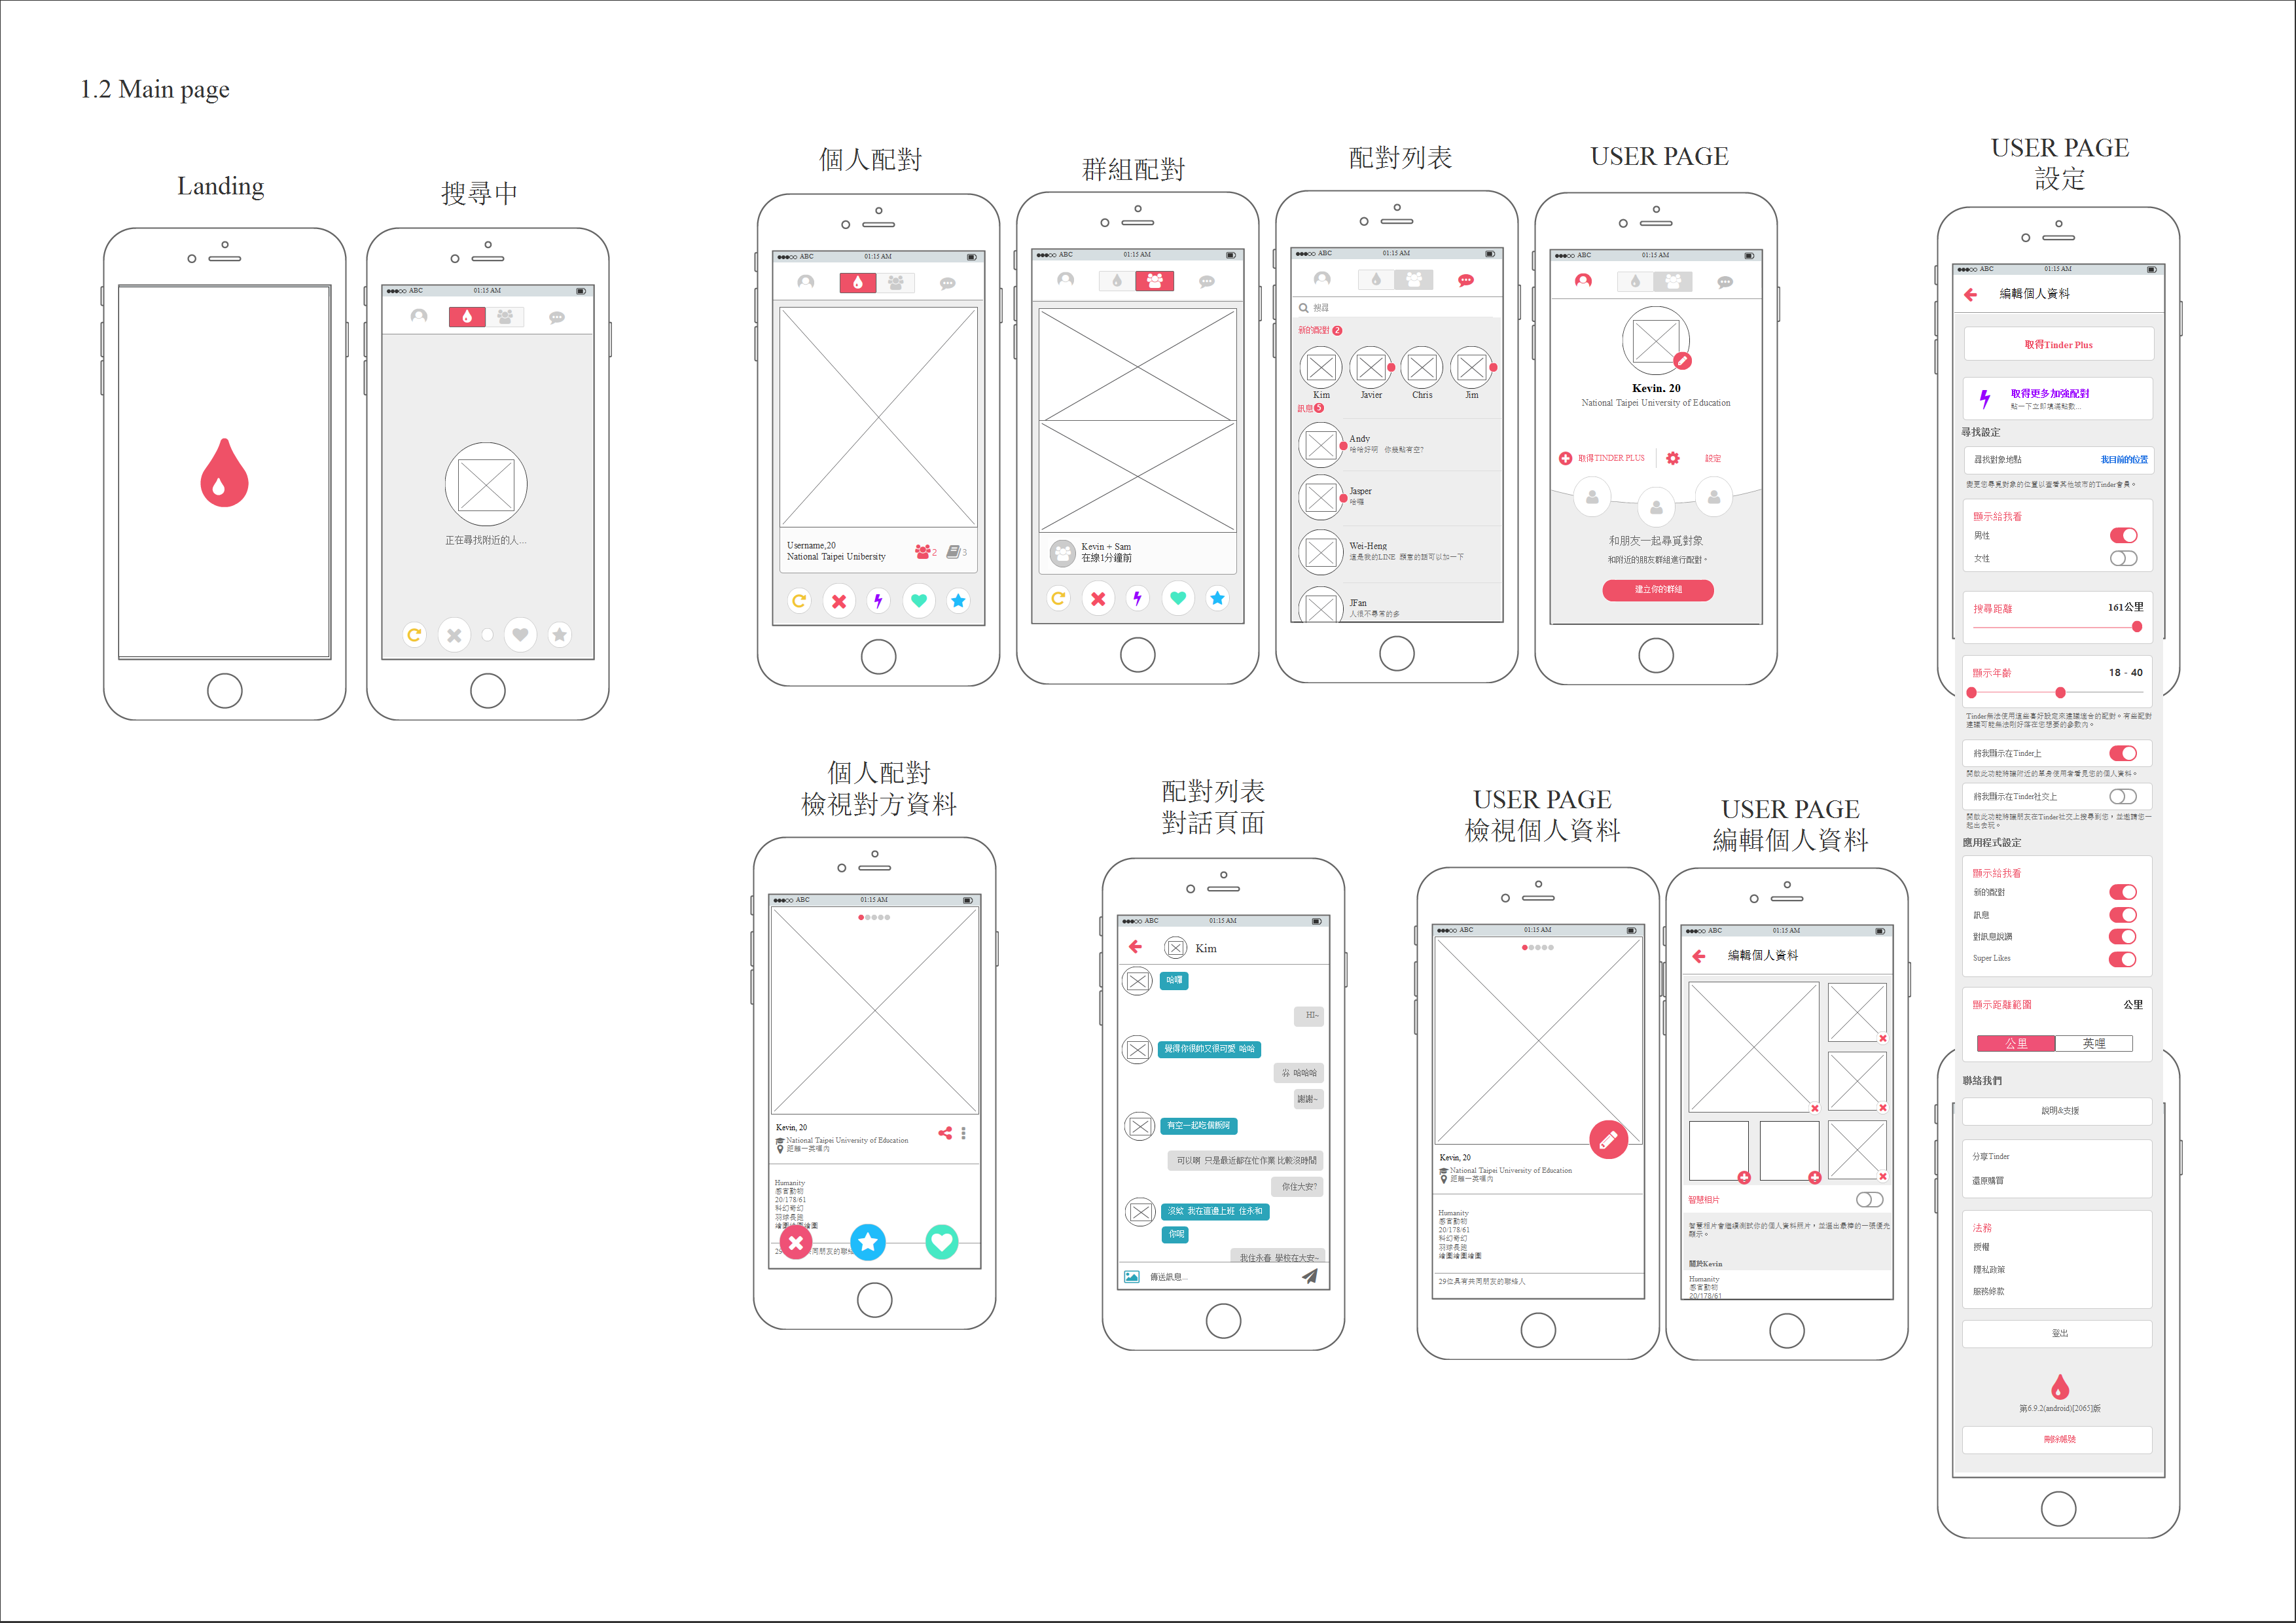 1.2 Main page
Landing
搜尋中
●●●○○ ABC 01:15 AM
正在尋找附近的人...
個人配對
●●●○○ ABC 01:15 AM
Username,20
National Taipei Unibersity
2
3
群組配對
●●●○○ ABC 01:15 AM
Kevin + Sam
在線1分鐘前
配對列表
●●●○○ ABC 01:15 AM
搜尋
新的配對 2
Kim Javier Chris Jim
訊息 5
Andy
哈哈好啊 你幾點有空?
Jasper
哈囉
Wei-Heng
這是我的LINE 願意的話可以加一下
JFan
人很不尋常的多
USER PAGE
●●●○○ ABC 01:15 AM
Kevin, 20
National Taipei University of Education
取得TINDER PLUS 設定
和朋友一起尋覓對象
和附近的朋友群組進行配對。
建立你的群組
USER PAGE
設定
●●●○○ ABC 01:15 AM
編輯個人資料
取得Tinder Plus
取得更多加強配對
點一下立即填滿點數...
尋找設定
尋找對象地點 我目前的位置
變更您尋覓對象的位置以查看其他城市的Tinder會員。
顯示給我看
男性
女性
搜尋距離 161公里
顯示年齡 18 - 40
Tinder無法使用這些喜好設定來建議適合的配對。有些配對
建議可能無法剛好落在您想要的參數內。
將我顯示在Tinder上
開啟此功能將讓附近的單身使用者看見您的個人資料。
將我顯示在Tinder社交上
開啟此功能將讓朋友在Tinder社交上搜尋到您，並邀請您一
起出去玩。
應用程式設定
顯示給我看
新的配對
訊息
對訊息說讚
Super Likes
顯示距離範圍 公里
公里 英哩
聯絡我們
說明&支援
分享Tinder
還原購買
法務
授權
隱私政策
服務條款
登出
第6.9.2(android)[2065]版
刪除帳號
個人配對
檢視對方資料
●●●○○ ABC 01:15 AM
Kevin, 20
National Taipei University of Education
距離一英哩內
Humanity
感官動物
20/178/61
科幻奇幻
羽球長跑
繪圖繪圖繪圖
配對列表
對話頁面
●●●○○ ABC 01:15 AM
Kim
哈囉
HI~
覺得你很帥又很可愛 哈哈
哈哈哈
謝謝~
有空一起吃個飯阿
可以唷 只是最近都在忙作業 比較沒時間
你住大安?
沒欸 我在這邊上班 住永和
你呢
我住永春 學校在大安~
傳送訊息...
USER PAGE
檢視個人資料
●●●○○ ABC 01:15 AM
Kevin, 20
National Taipei University of Education
距離一英哩內
Humanity
感官動物
20/178/61
科幻奇幻
羽球長跑
繪圖繪圖繪圖
29位具有共同朋友的聯絡人
USER PAGE
編輯個人資料
●●●○○ ABC 01:15 AM
編輯個人資料
智慧相片
智慧相片會繼續測試你的個人資料照片，並選出最棒的一張優先
顯示。
關於Kevin
Humanity
感官動物
20/178/61